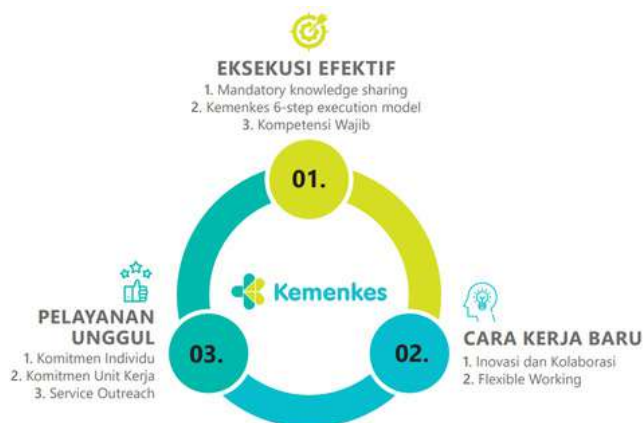 EKSEKUSI EFEKTIF
1. Mandatory knowledge sharing
2. Kemenkes 6-step execution model
3. Kompetensi Wajib
01.
Kemenkes
PELAYANAN
UNGGUL
1. Komitmen Individu
2. Komitmen Unit Kerja
3. Service Outreach
03.
02.
CARA KERJA BARU
1. Inovasi dan Kolaborasi
2. Flexible Working